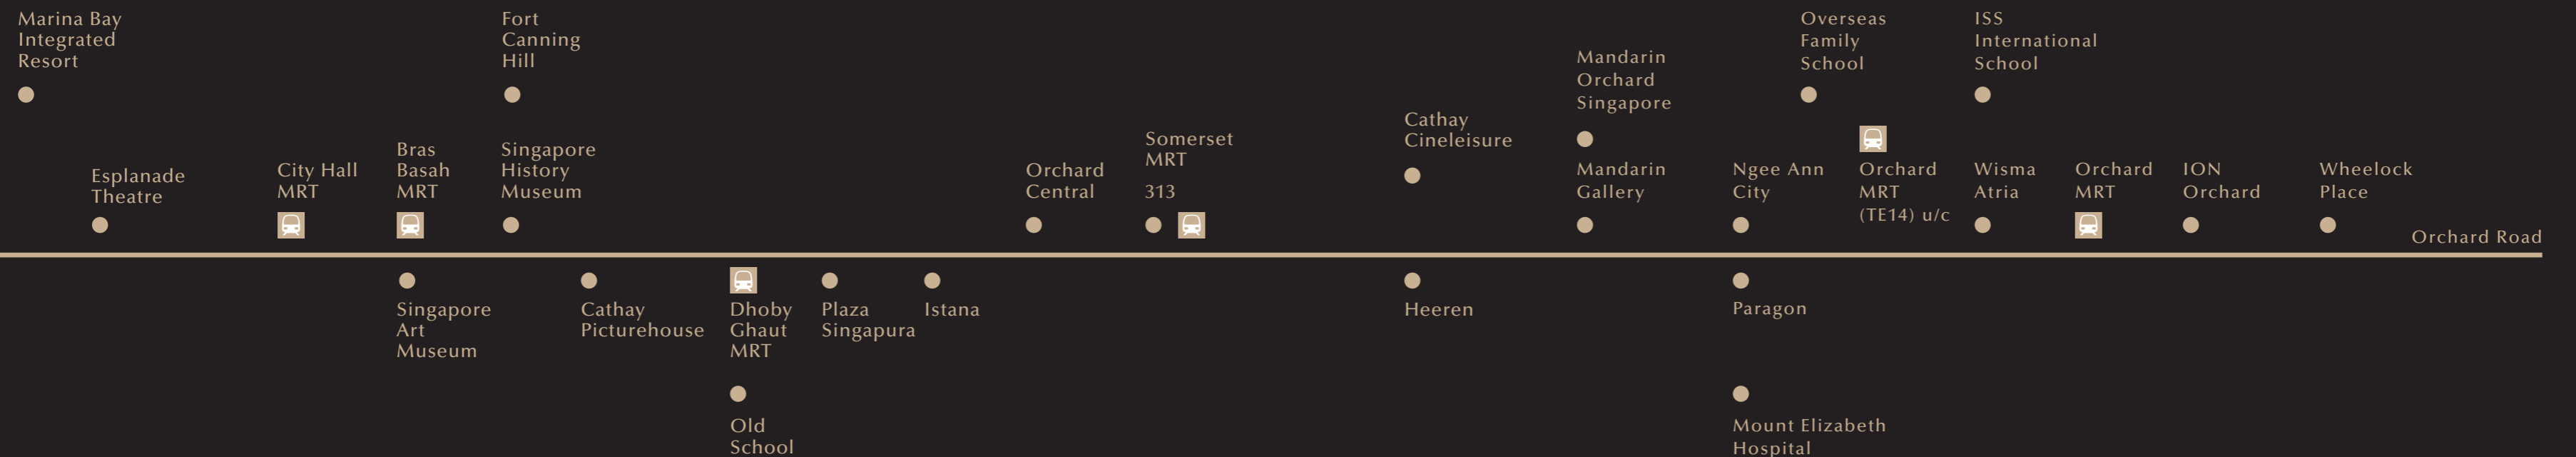 Marina Bay
Integrated
Resort
Fort
Canning
Hill
Overseas
Family
School
ISS
International
School
Mandarin
Orchard
Singapore
Cathay
Cineleisure
Esplanade
Theatre
City Hall
MRT
Bras
Basah
MRT
Singapore
History
Museum
Orchard
Central
Somerset
MRT
313
Mandarin
Gallery
Ngee Ann
City
Orchard
MRT
(TE14) u/c
Wisma
Atria
Orchard
MRT
ION
Orchard
Wheelock
Place
Orchard Road
Singapore
Art
Museum
Cathay
Picturehouse
Dhoby
Ghaut
MRT
Plaza
Singapura
Istana
Heeren
Paragon
Old
School
Mount Elizabeth
Hospital